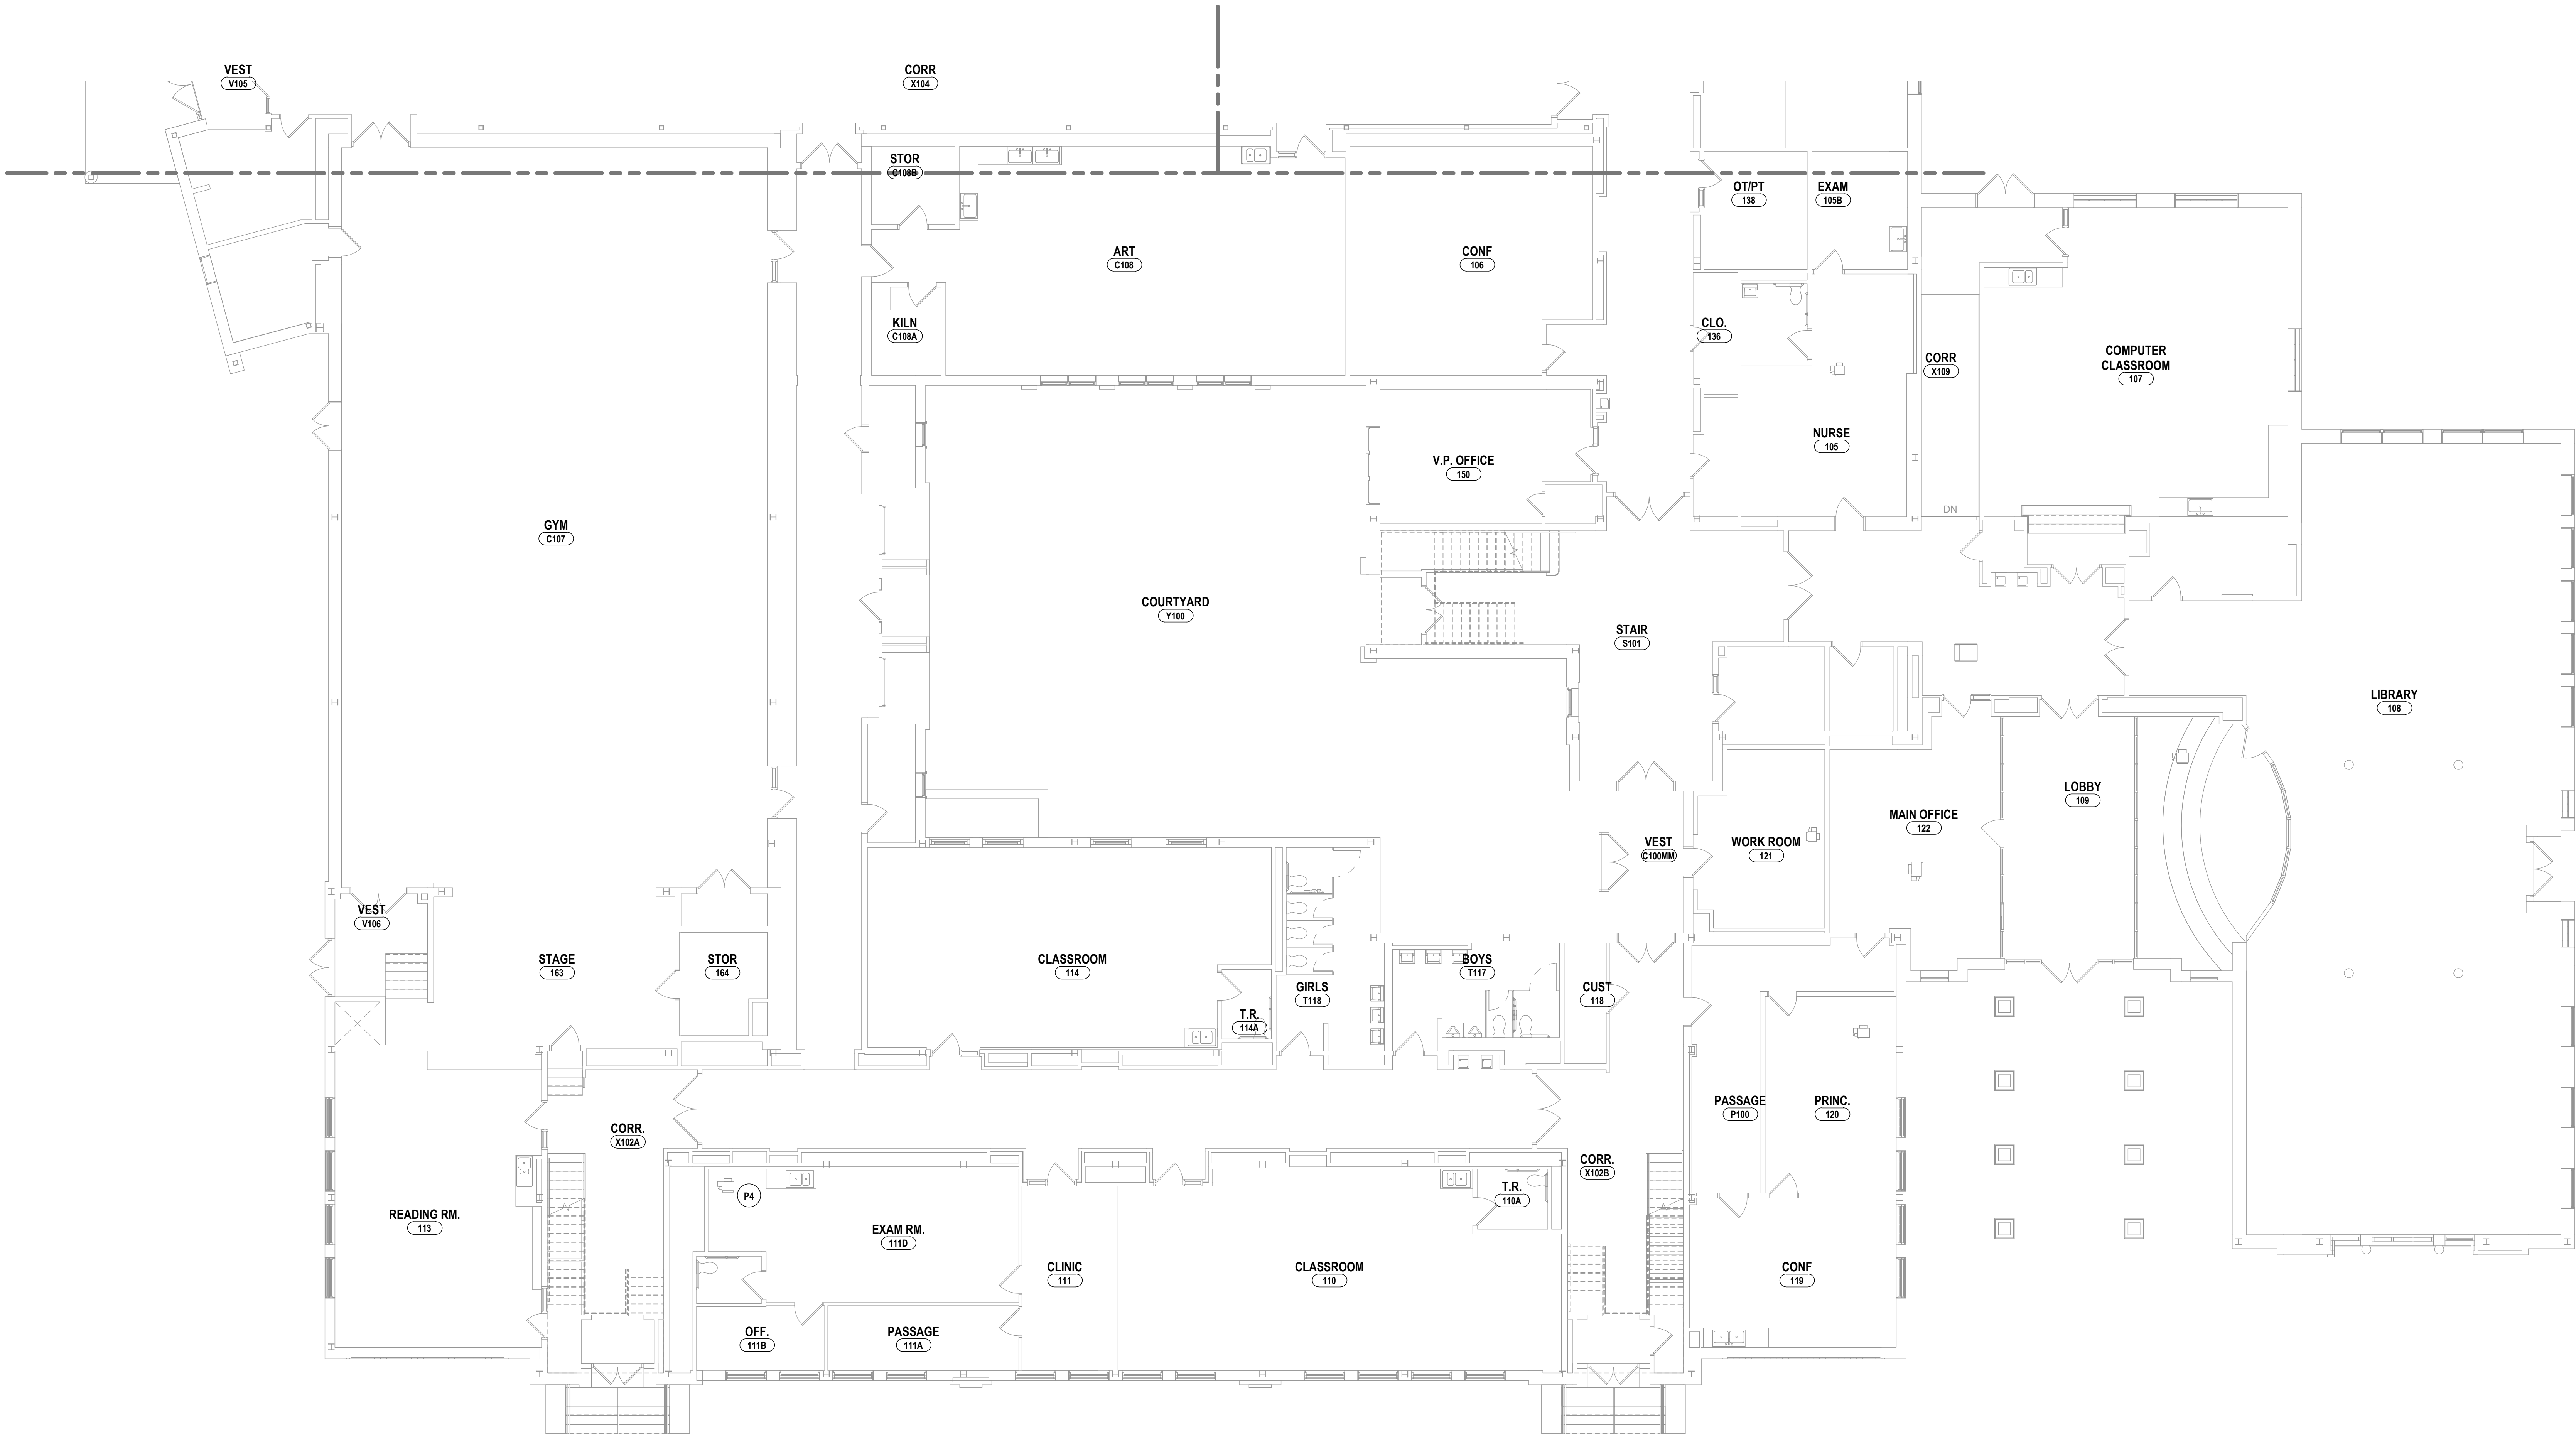 VEST
V105
CORR
X104
STOR
C108B
OT/PT
138
EXAM
105B
ART
C108
CONF
106
KILN
C108A
CLO.
136
COMPUTER
CLASSROOM
107
CORR
X109
NURSE
105
V.P. OFFICE
150
DN
GYM
C107
COURTYARD
Y100
STAIR
S101
LIBRARY
108
LOBBY
109
MAIN OFFICE
122
VEST
C100MM
WORK ROOM
121
VEST
V106
STAGE
163
STOR
164
CLASSROOM
114
BOYS
T117
GIRLS
T118
CUST
118
T.R.
114A
PASSAGE
P100
PRINC.
120
CORR.
X102A
CORR.
X102B
P4
T.R.
110A
READING RM.
113
EXAM RM.
111D
CLINIC
111
CLASSROOM
110
CONF
119
OFF.
111B
PASSAGE
111A